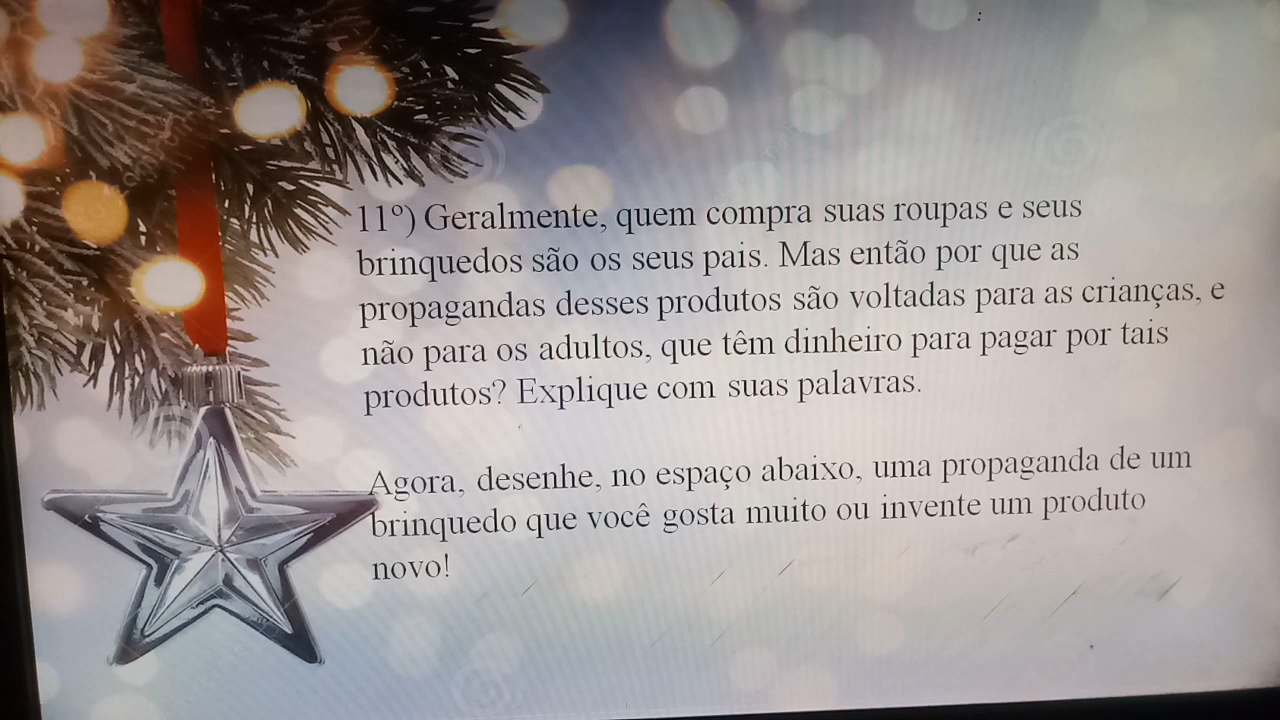 11º) Geralmente, quem compra suas roupas e seus
brinquedos são os seus pais. Mas então por que as
propagandas desses produtos são voltadas para as crianças, e
não para os adultos, que têm dinheiro para pagar por tais
produtos? Explique com suas palavras.
Agora, desenhe, no espaço abaixo, uma propaganda de um
brinquedo que você gosta muito ou invente um produto
novo!